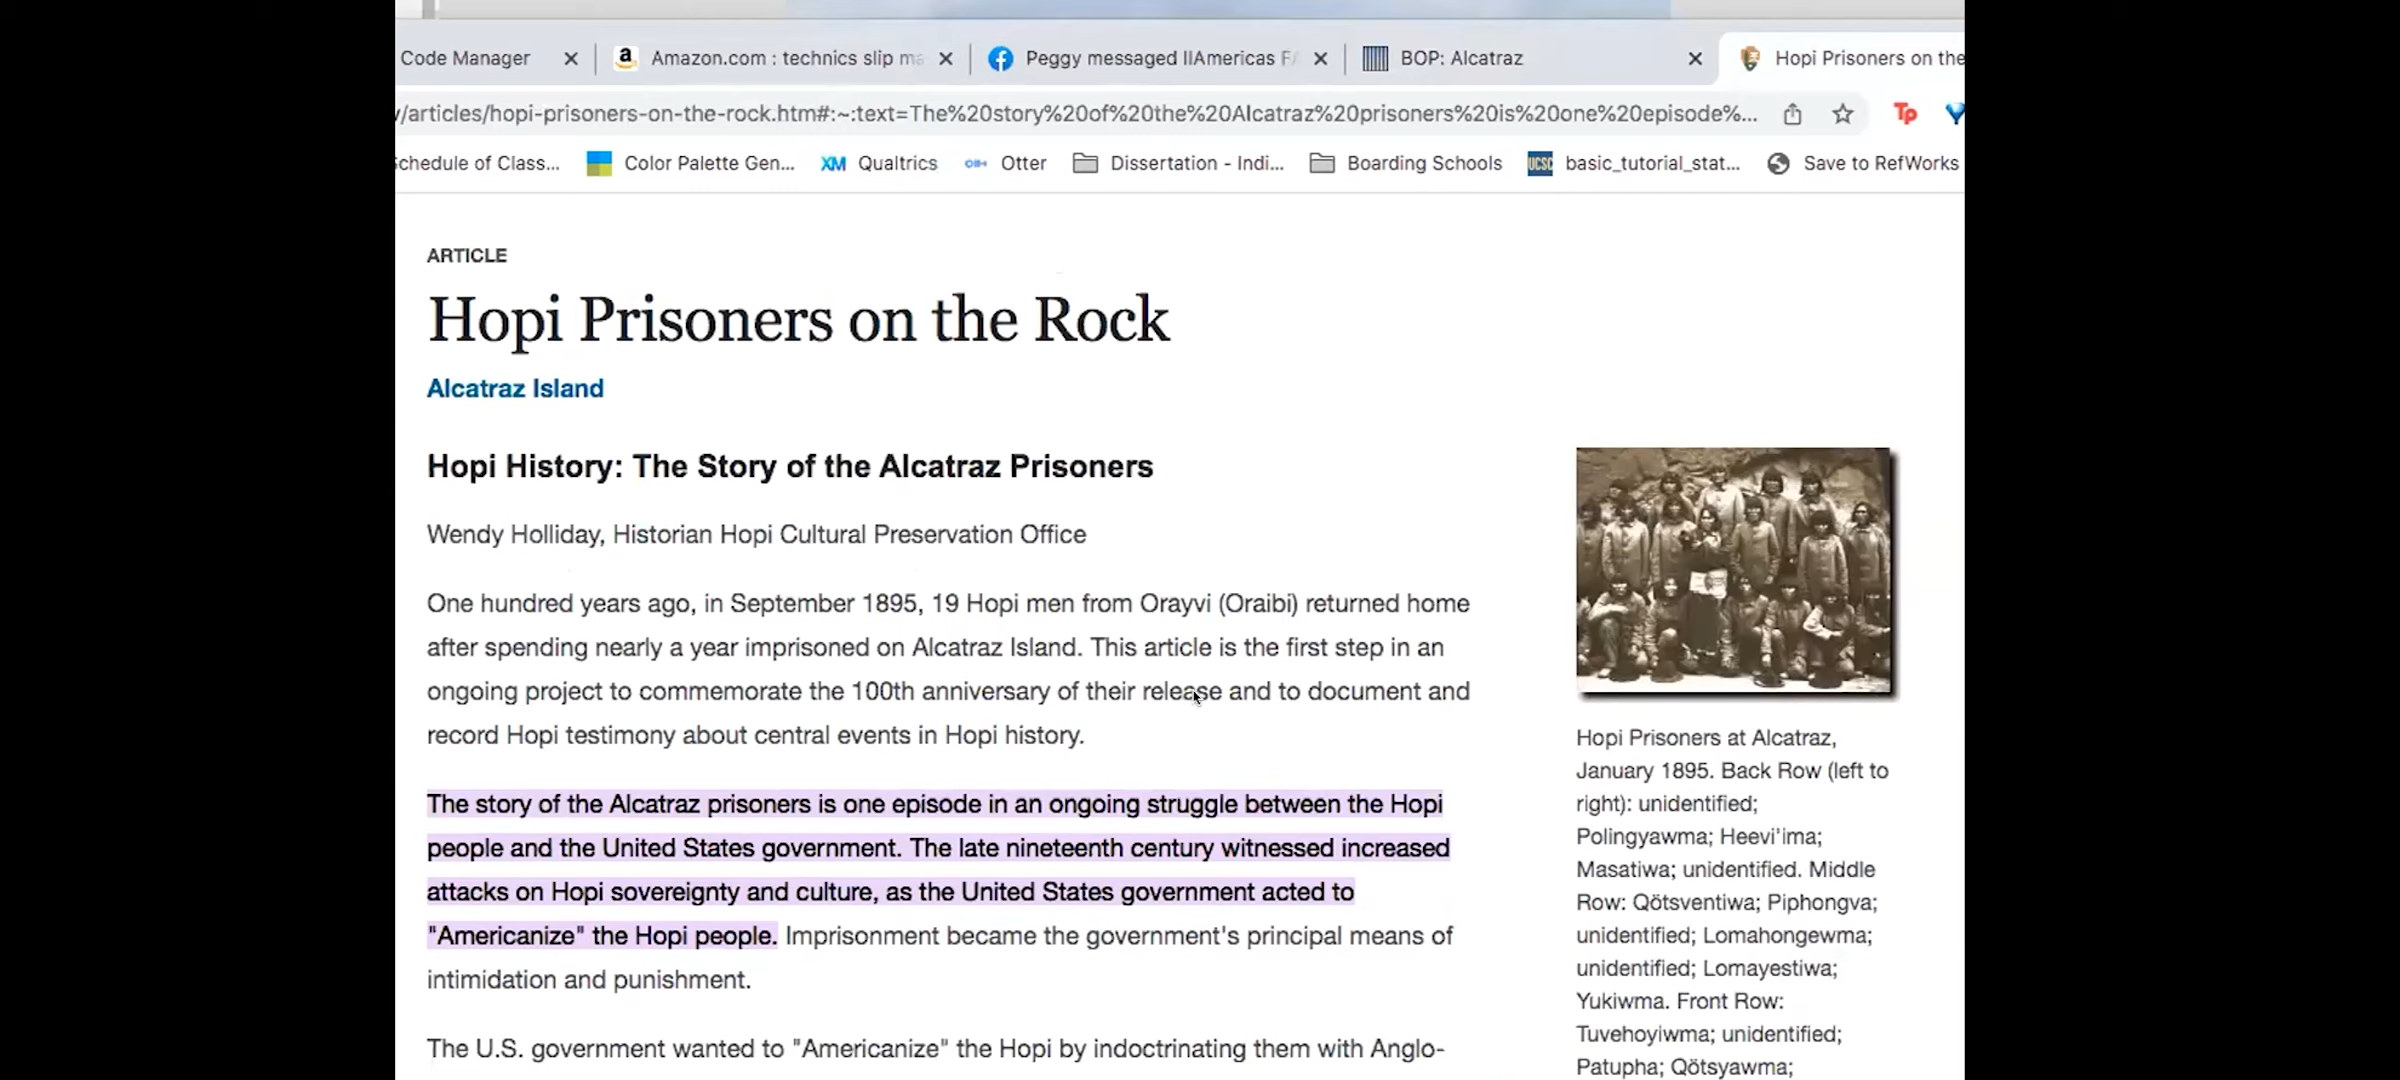 Code Manager
Amazon.com : technics slip ma
Peggy messaged IIAmericas F
BOP: Alcatraz
Hopi Prisoners on the
/articles/hopi-prisoners-on-the-rock.htm#:~:text=The%20story%20of%20the%20Alcatraz%20prisoners%20is%20one%20episode%...
Tp
Schedule of Class...
Color Palette Gen...
XM Qualtrics
Otter
Dissertation - Indi...
Boarding Schools
UCSC basic_tutorial_stat...
Save to RefWorks
ARTICLE
Hopi Prisoners on the Rock
Alcatraz Island
Hopi History: The Story of the Alcatraz Prisoners
Wendy Holliday, Historian Hopi Cultural Preservation Office
One hundred years ago, in September 1895, 19 Hopi men from Orayvi (Oraibi) returned home
after spending nearly a year imprisoned on Alcatraz Island. This article is the first step in an
ongoing project to commemorate the 100th anniversary of their release and to document and
record Hopi testimony about central events in Hopi history.
The story of the Alcatraz prisoners is one episode in an ongoing struggle between the Hopi
people and the United States government. The late nineteenth century witnessed increased
attacks on Hopi sovereignty and culture, as the United States government acted to
"Americanize" the Hopi people. Imprisonment became the government's principal means of
intimidation and punishment.
The U.S. government wanted to "Americanize" the Hopi by indoctrinating them with Anglo-
Hopi Prisoners at Alcatraz,
January 1895. Back Row (left to
right): unidentified;
Polingyawma; Heevi'ima;
Masatiwa; unidentified. Middle
Row: Qötsventiwa; Piphongva;
unidentified; Lomahongewma;
unidentified; Lomayestiwa;
Yukiwma. Front Row:
Tuvehoyiwma; unidentified;
Patupha; Qötsyawma;